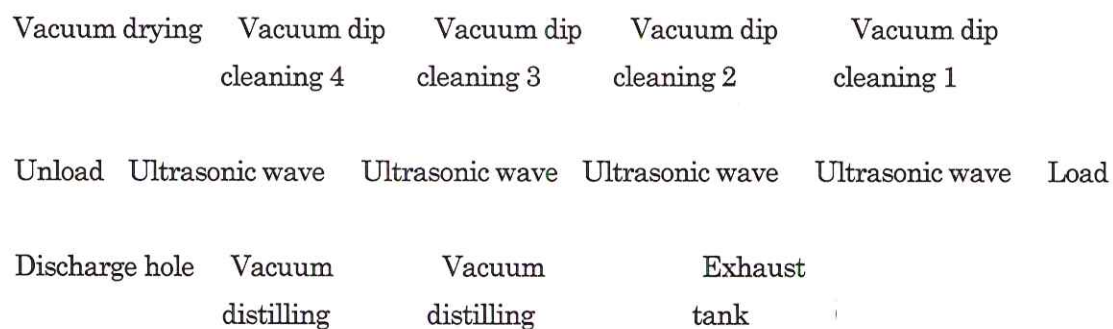 Vacuum drying Vacuum dip Vacuum dip Vacuum dip Vacuum dip
cleaning 4 cleaning 3 cleaning 2 cleaning 1
Unload Ultrasonic wave Ultrasonic wave Ultrasonic wave Ultrasonic wave Load
Discharge hole Vacuum Vacuum Exhaust
distilling distilling tank